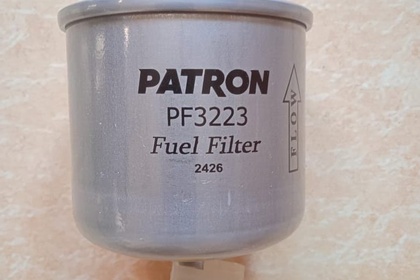 PATRON
PF3223
Fuel Filter
2426
FLOW